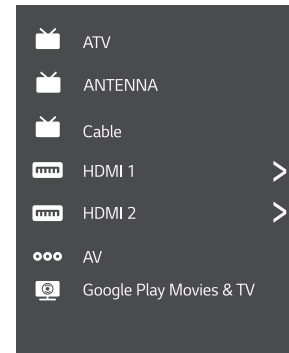 ATV
ANTENNA
Cable
HDMI 1
HDMI 2
AV
Google Play Movies & TV